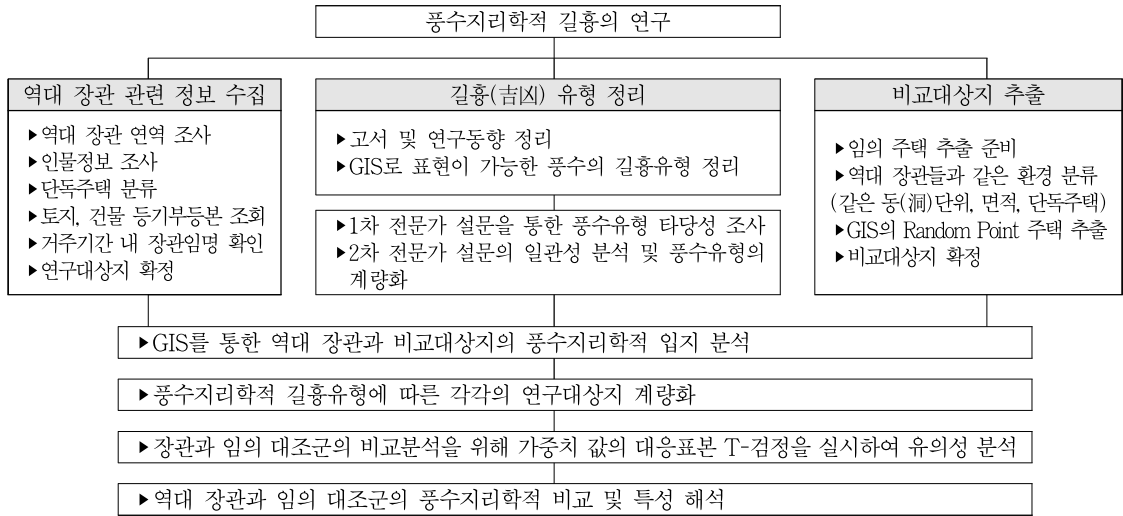 풍수지리학적 길흉의 연구
역대 장관 관련 정보 수집
▶역대 장관 연역 조사
▶인물정보 조사
▶단독주택 분류
▶토지, 건물 등기부등본 조회
▶거주기간 내 장관임명 확인
▶연구대상지 확정
길흉(吉凶) 유형 정리
▶고서 및 연구동향 정리
▶GIS로 표현이 가능한 풍수의 길흉유형 정리
▶1차 전문가 설문을 통한 풍수유형 타당성 조사
▶2차 전문가 설문의 일관성 분석 및 풍수유형의
계량화
비교대상지 추출
▶임의 주택 추출 준비
▶역대 장관들과 같은 환경 분류
(같은 동(洞)단위, 면적, 단독주택)
▶GIS의 Random Point 주택 추출
▶비교대상지 확정
▶GIS를 통한 역대 장관과 비교대상지의 풍수지리학적 입지 분석
▶풍수지리학적 길흉유형에 따른 각각의 연구대상지 계량화
▶장관과 임의 대조군의 비교분석을 위해 가중치 값의 대응표본 T-검정을 실시하여 유의성 분석
▶역대 장관과 임의 대조군의 풍수지리학적 비교 및 특성 해석